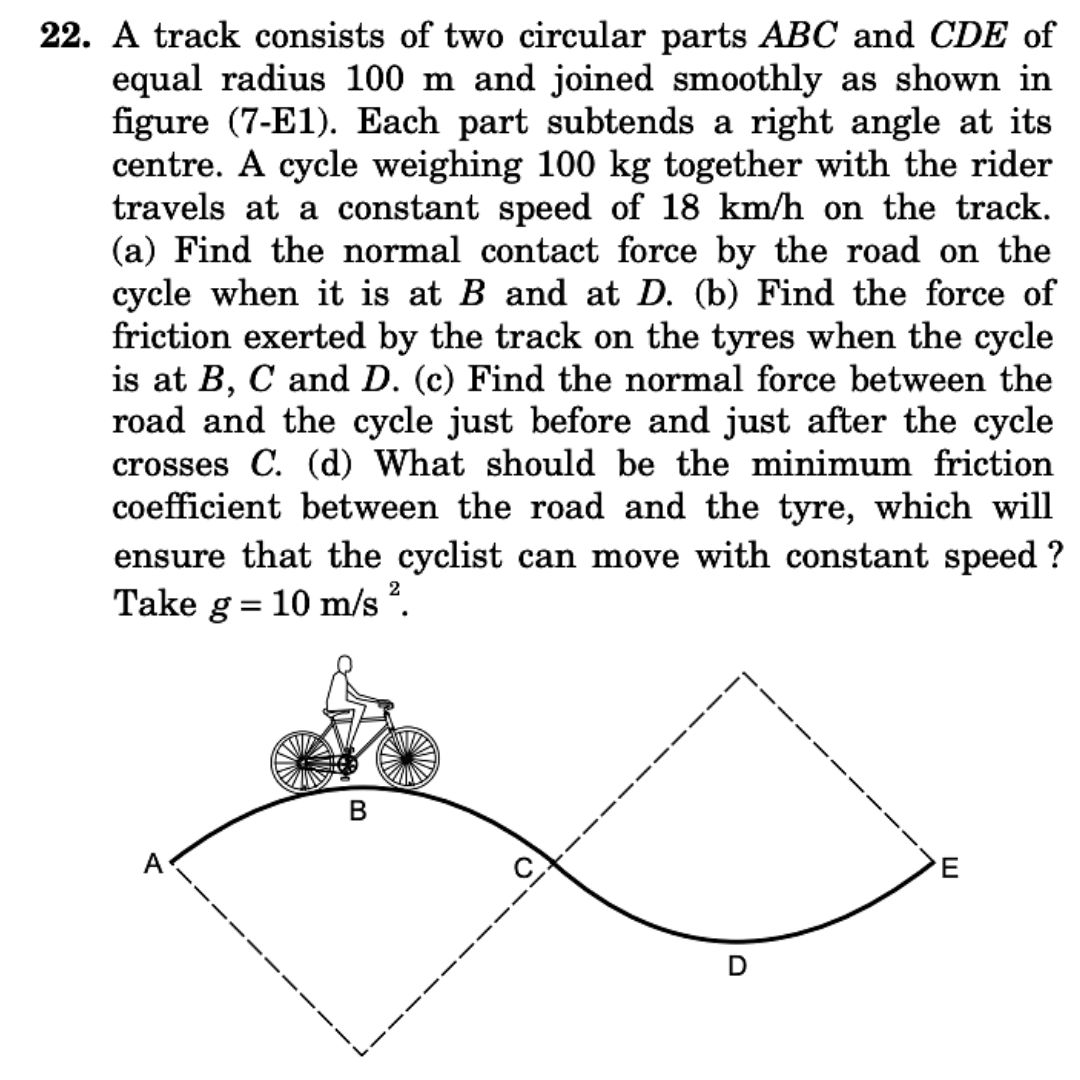 22. A track consists of two circular parts ABC and CDE of
equal radius 100 m and joined smoothly as shown in
figure (7-E1). Each part subtends a right angle at its
centre. A cycle weighing 100 kg together with the rider
travels at a constant speed of 18 km/h on the track.
(a) Find the normal contact force by the road on the
cycle when it is at B and at D. (b) Find the force of
friction exerted by the track on the tyres when the cycle
is at B, C and D. (c) Find the normal force between the
road and the cycle just before and just after the cycle
crosses C. (d) What should be the minimum friction
coefficient between the road and the tyre, which will
ensure that the cyclist can move with constant speed ?
Take g = 10 m/s ².
B
A
C
E
D